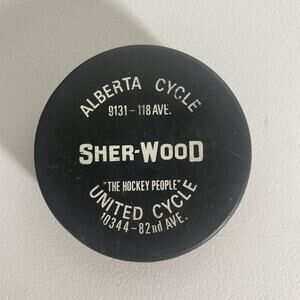 ALBERTA CYCLE
9131-118 AVE.
SHER-WOOD
"THE HOCKEY PEOPLE"
UNITED CYCLE
10344-82nd AVE.